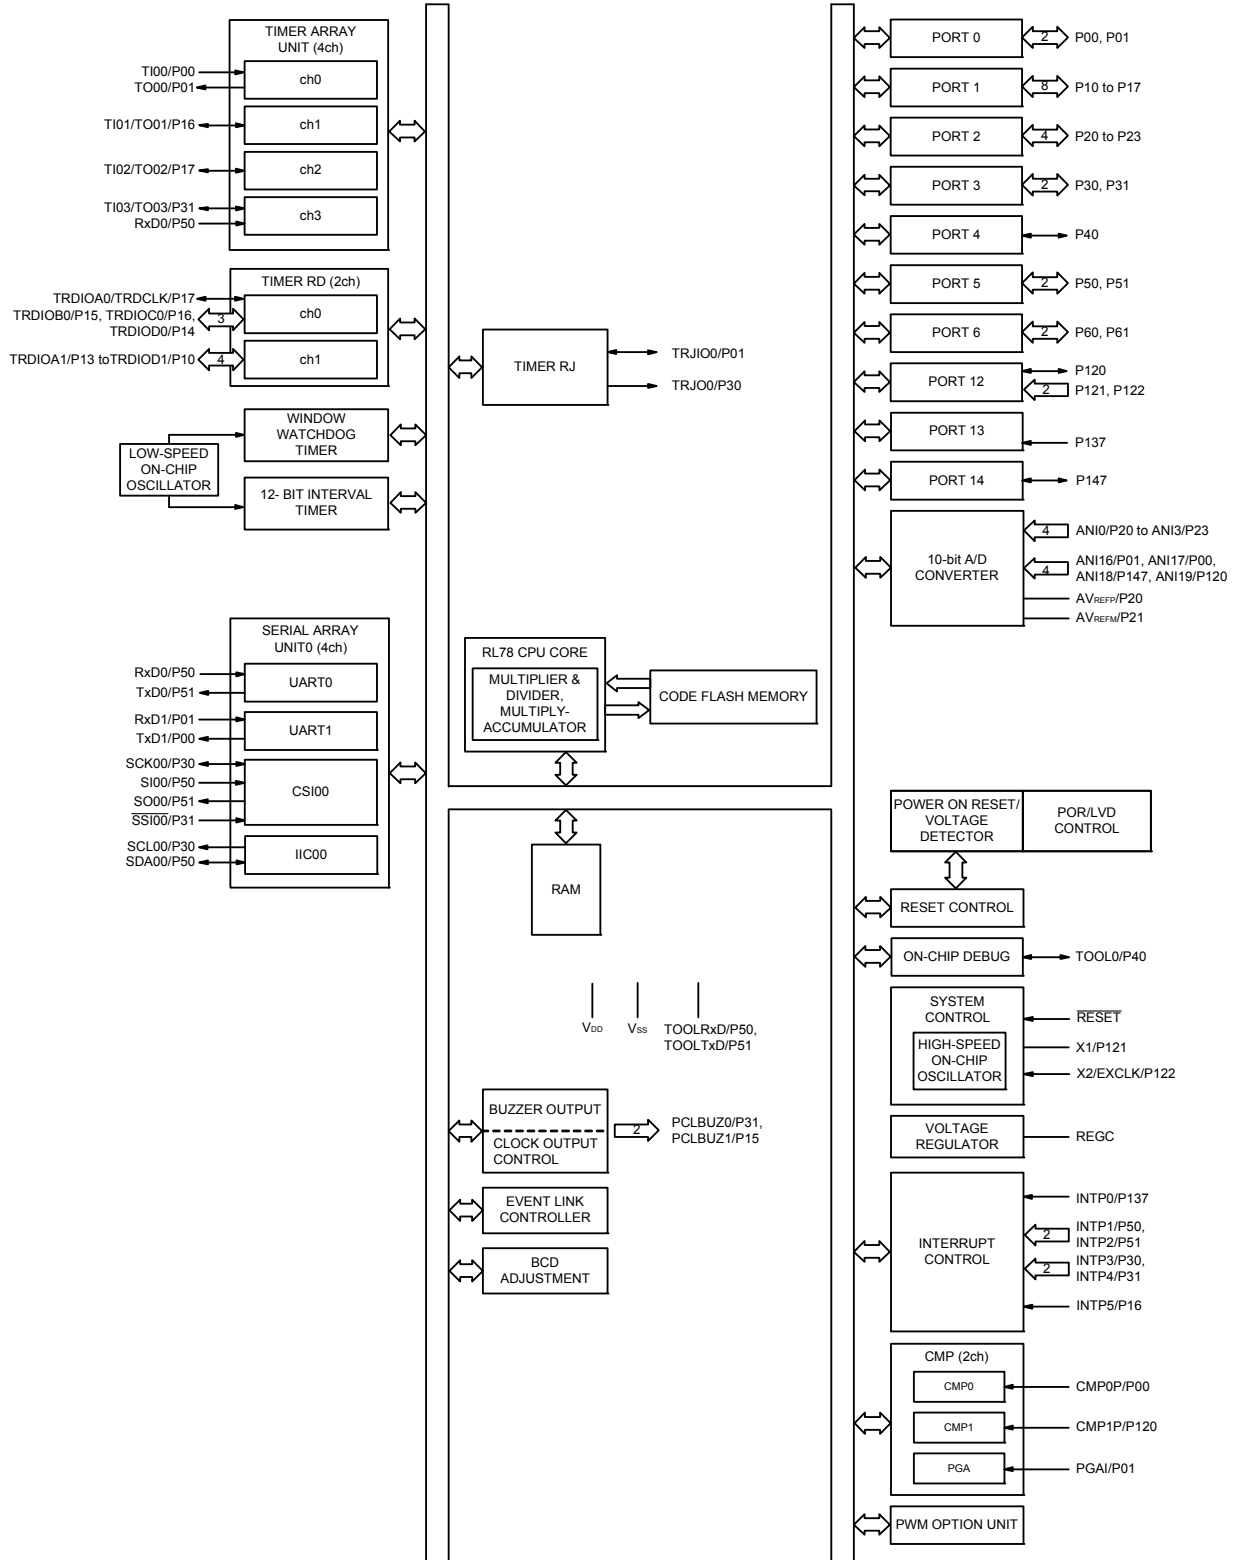 TIMER ARRAY
UNIT (4ch)
TI00/P00
TO00/P01
ch0
TI01/TO01/P16
ch1
TI02/TO02/P17
ch2
TI03/TO03/P31
RxD0/P50
ch3
TIMER RD (2ch)
TRDIOA0/TRDCLK/P17
TRDIOB0/P15, TRDIOC0/P16,
TRDIOD0/P14
3
ch0
TRDIOA1/P13 toTRDIOD1/P10
4
ch1
WINDOW
WATCHDOG
TIMER
LOW-SPEED
ON-CHIP
OSCILLATOR
12- BIT INTERVAL
TIMER
SERIAL ARRAY
UNIT0 (4ch)
RxD0/P50
TxD0/P51
UART0
RxD1/P01
TxD1/P00
UART1
SCK00/P30
SI00/P50
SO00/P51
SSI00/P31
CSI00
SCL00/P30
SDA00/P50
IIC00
TIMER RJ
TRJIO0/P01
TRJO0/P30
RL78 CPU CORE
MULTIPLIER &
DIVIDER,
MULTIPLY-
ACCUMULATOR
CODE FLASH MEMORY
RAM
VDD
VSS
TOOLRxD/P50,
TOOLTxD/P51
BUZZER OUTPUT
CLOCK OUTPUT
CONTROL
2
PCLBUZ0/P31,
PCLBUZ1/P15
EVENT LINK
CONTROLLER
BCD
ADJUSTMENT
PORT 0
2
P00, P01
PORT 1
8
P10 to P17
PORT 2
4
P20 to P23
PORT 3
2
P30, P31
PORT 4
P40
PORT 5
2
P50, P51
PORT 6
2
P60, P61
PORT 12
P120
2
P121, P122
PORT 13
P137
PORT 14
P147
10-bit A/D
CONVERTER
4
ANI0/P20 to ANI3/P23
4
ANI16/P01, ANI17/P00,
ANI18/P147, ANI19/P120
AVREFP/P20
AVREFM/P21
POWER ON RESET/
VOLTAGE
DETECTOR
POR/LVD
CONTROL
RESET CONTROL
ON-CHIP DEBUG
TOOL0/P40
SYSTEM
CONTROL
HIGH-SPEED
ON-CHIP
OSCILLATOR
RESET
X1/P121
X2/EXCLK/P122
VOLTAGE
REGULATOR
REGC
INTERRUPT
CONTROL
INTP0/P137
2
INTP1/P50,
INTP2/P51
2
INTP3/P30,
INTP4/P31
INTP5/P16
CMP (2ch)
CMP0
CMP0P/P00
CMP1
CMP1P/P120
PGA
PGAI/P01
PWM OPTION UNIT